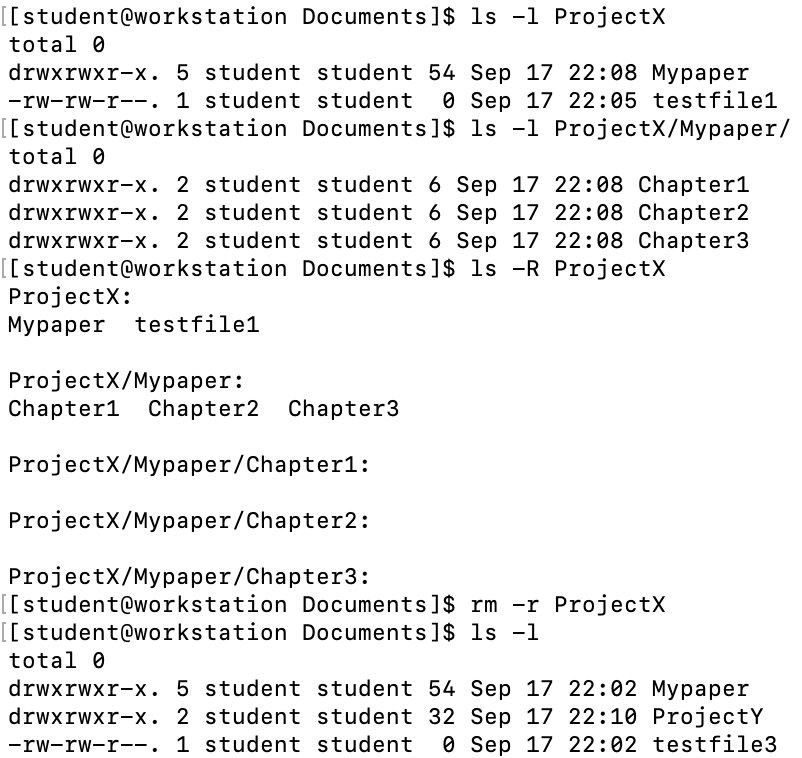 [[student@workstation Documents]$ ls -l ProjectX
total 0
drwxrwxr-x. 5 student student 54 Sep 17 22:08 Mypaper
-rw-rw-r--. 1 student student  0 Sep 17 22:05 testfile1
[[student@workstation Documents]$ ls -l ProjectX/Mypaper/
total 0
drwxrwxr-x. 2 student student 6 Sep 17 22:08 Chapter1
drwxrwxr-x. 2 student student 6 Sep 17 22:08 Chapter2
drwxrwxr-x. 2 student student 6 Sep 17 22:08 Chapter3
[[student@workstation Documents]$ ls -R ProjectX
ProjectX:
Mypaper  testfile1

ProjectX/Mypaper:
Chapter1  Chapter2  Chapter3

ProjectX/Mypaper/Chapter1:

ProjectX/Mypaper/Chapter2:

ProjectX/Mypaper/Chapter3:
[[student@workstation Documents]$ rm -r ProjectX
[[student@workstation Documents]$ ls -l
total 0
drwxrwxr-x. 5 student student 54 Sep 17 22:02 Mypaper
drwxrwxr-x. 2 student student 32 Sep 17 22:10 ProjectY
-rw-rw-r--. 1 student student  0 Sep 17 22:02 testfile3